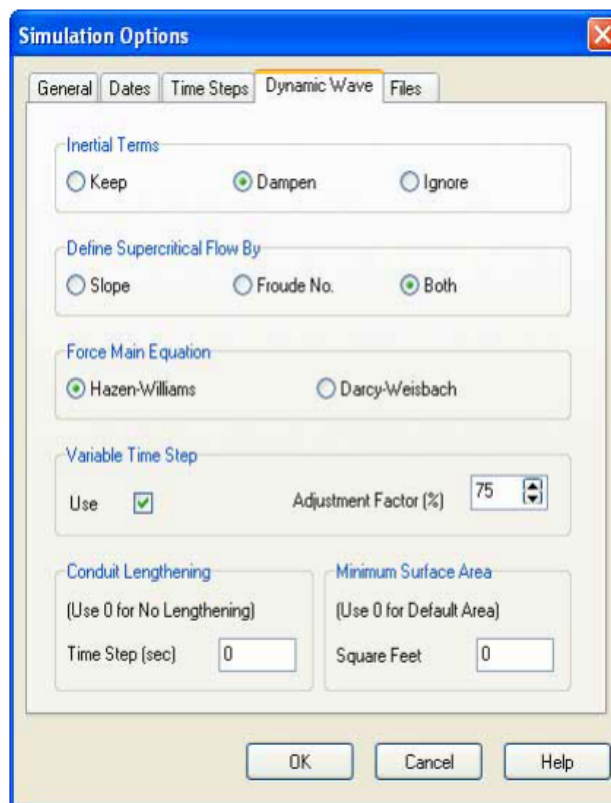 Simulation Options
General Dates Time Steps Dynamic Wave Files
Inertial Terms
Keep Dampen Ignore
Define Supercritical Flow By
Slope Froude No. Both
Force Main Equation
Hazen-Williams Darcy-Weisbach
Variable Time Step
Use Adjustment Factor (%) 75
Conduit Lengthening
(Use 0 for No Lengthening)
Time Step (sec) 0
Minimum Surface Area
(Use 0 for Default Area)
Square Feet 0
OK Cancel Help